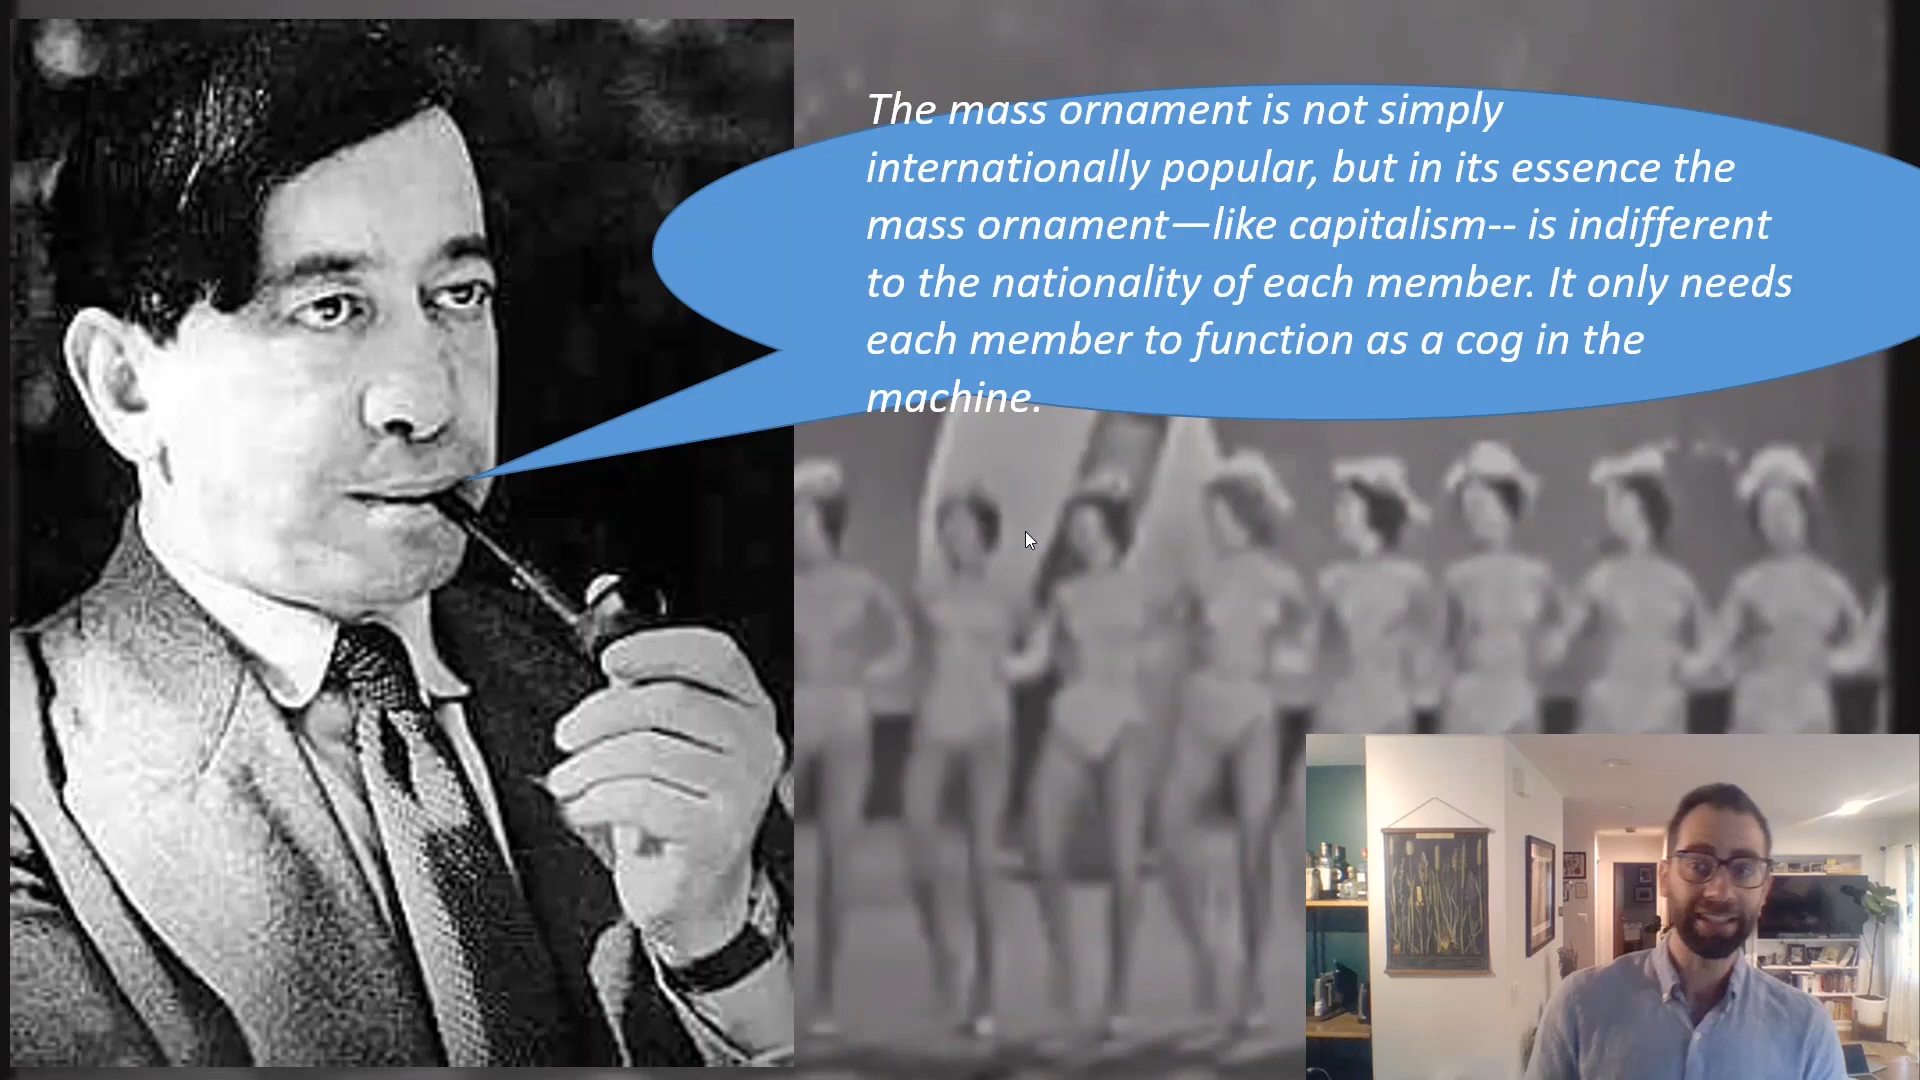 The mass ornament is not simply
internationally popular, but in its essence the
mass ornament—like capitalism-- is indifferent
to the nationality of each member. It only needs
each member to function as a cog in the
machine.